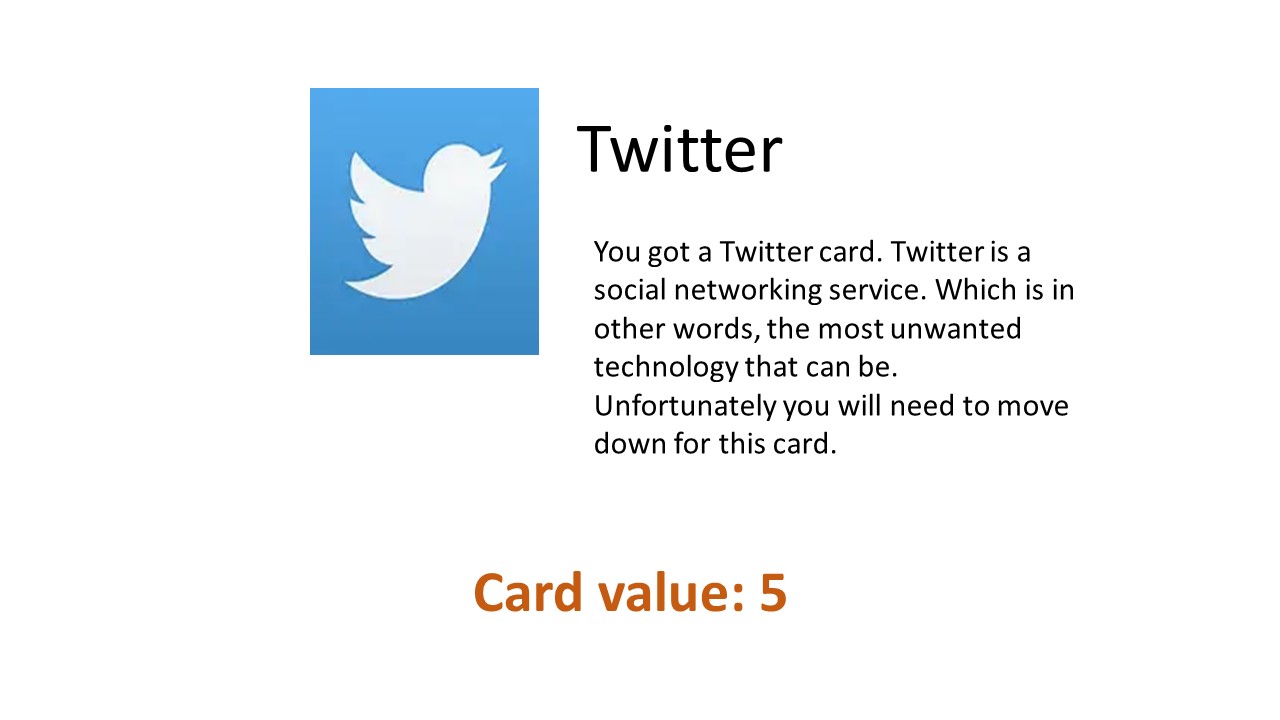 Twitter
You got a Twitter card. Twitter is a
social networking service. Which is in
other words, the most unwanted
technology that can be.
Unfortunately you will need to move
down for this card.
Card value: 5